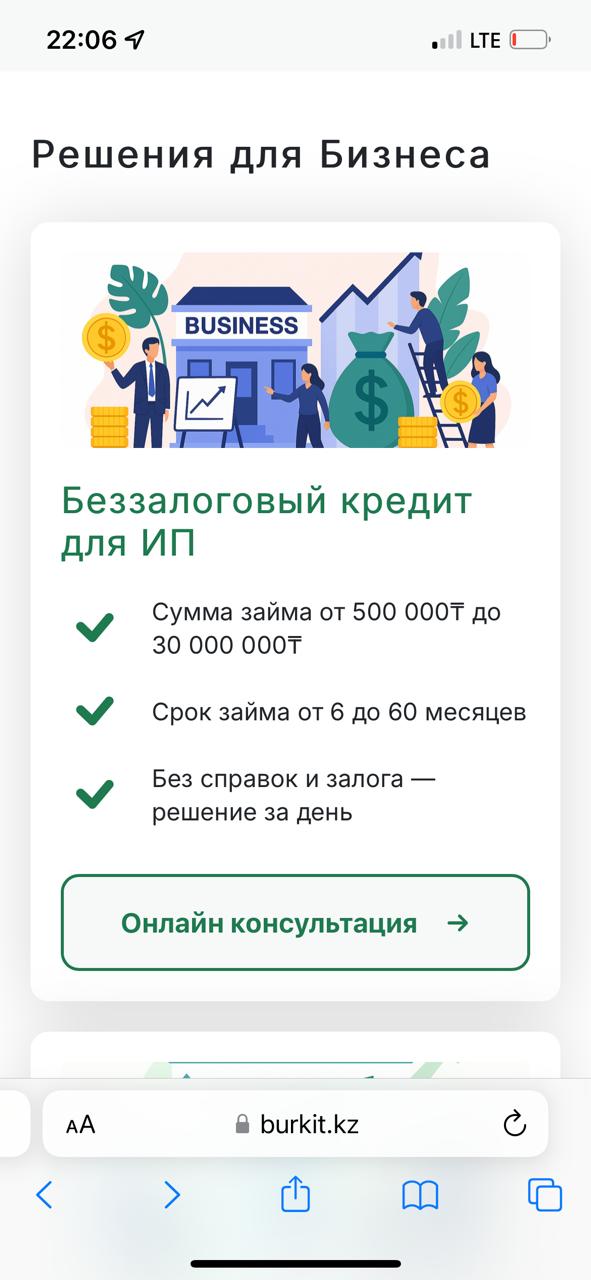 22:06
LTE
Решения для Бизнеса
BUSINESS
Беззалоговый кредит
для ИП
Сумма займа от 500 000₸ до
30 000 000₸
Срок займа от 6 до 60 месяцев
Без справок и залога —
решение за день
Онлайн консультация →
AA burkit.kz